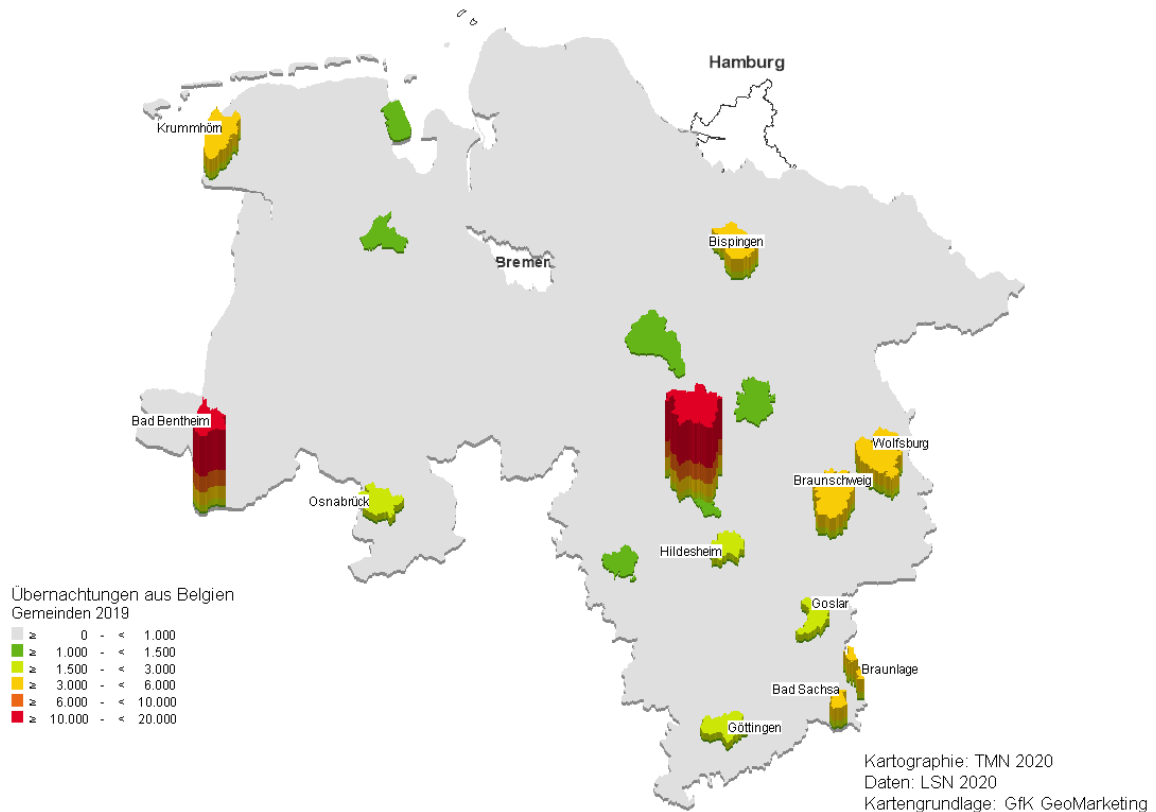 Hamburg
Krummhörn
Bispingen
Bremen
Bad Bentheim
Wolfsburg
Braunschweig
Osnabrück
Hildesheim
Goslar
Braunlage
Bad Sachsa
Göttingen
Übernachtungen aus Belgien
Gemeinden 2019
≥ 0 - < 1.000
≥ 1.000 - < 1.500
≥ 1.500 - < 3.000
≥ 3.000 - < 6.000
≥ 6.000 - < 10.000
≥ 10.000 - < 20.000
Kartographie: TMN 2020
Daten: LSN 2020
Kartengrundlage: GfK GeoMarketing